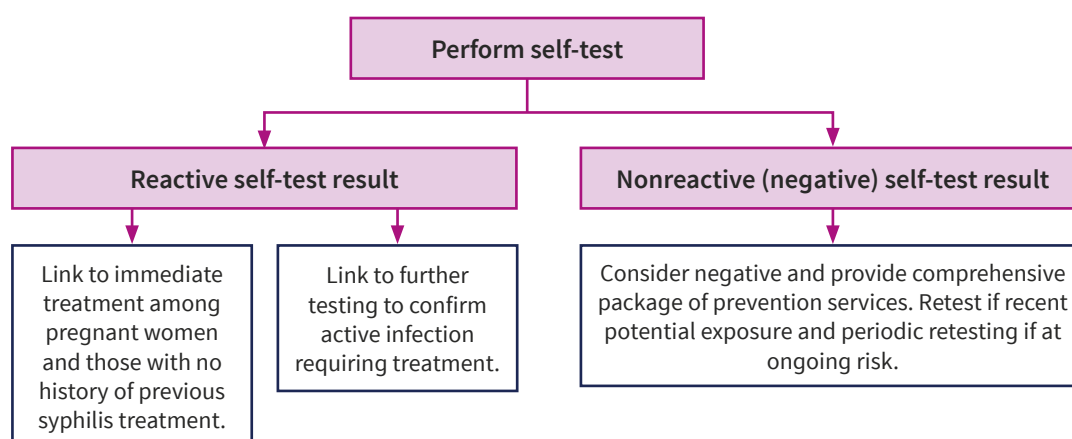 Perform self-test
Reactive self-test result
Nonreactive (negative) self-test result
Link to immediate
treatment among
pregnant women
and those with no
history of previous
syphilis treatment.
Link to further
testing to confirm
active infection
requiring treatment.
Consider negative and provide comprehensive
package of prevention services. Retest if recent
potential exposure and periodic retesting if at
ongoing risk.